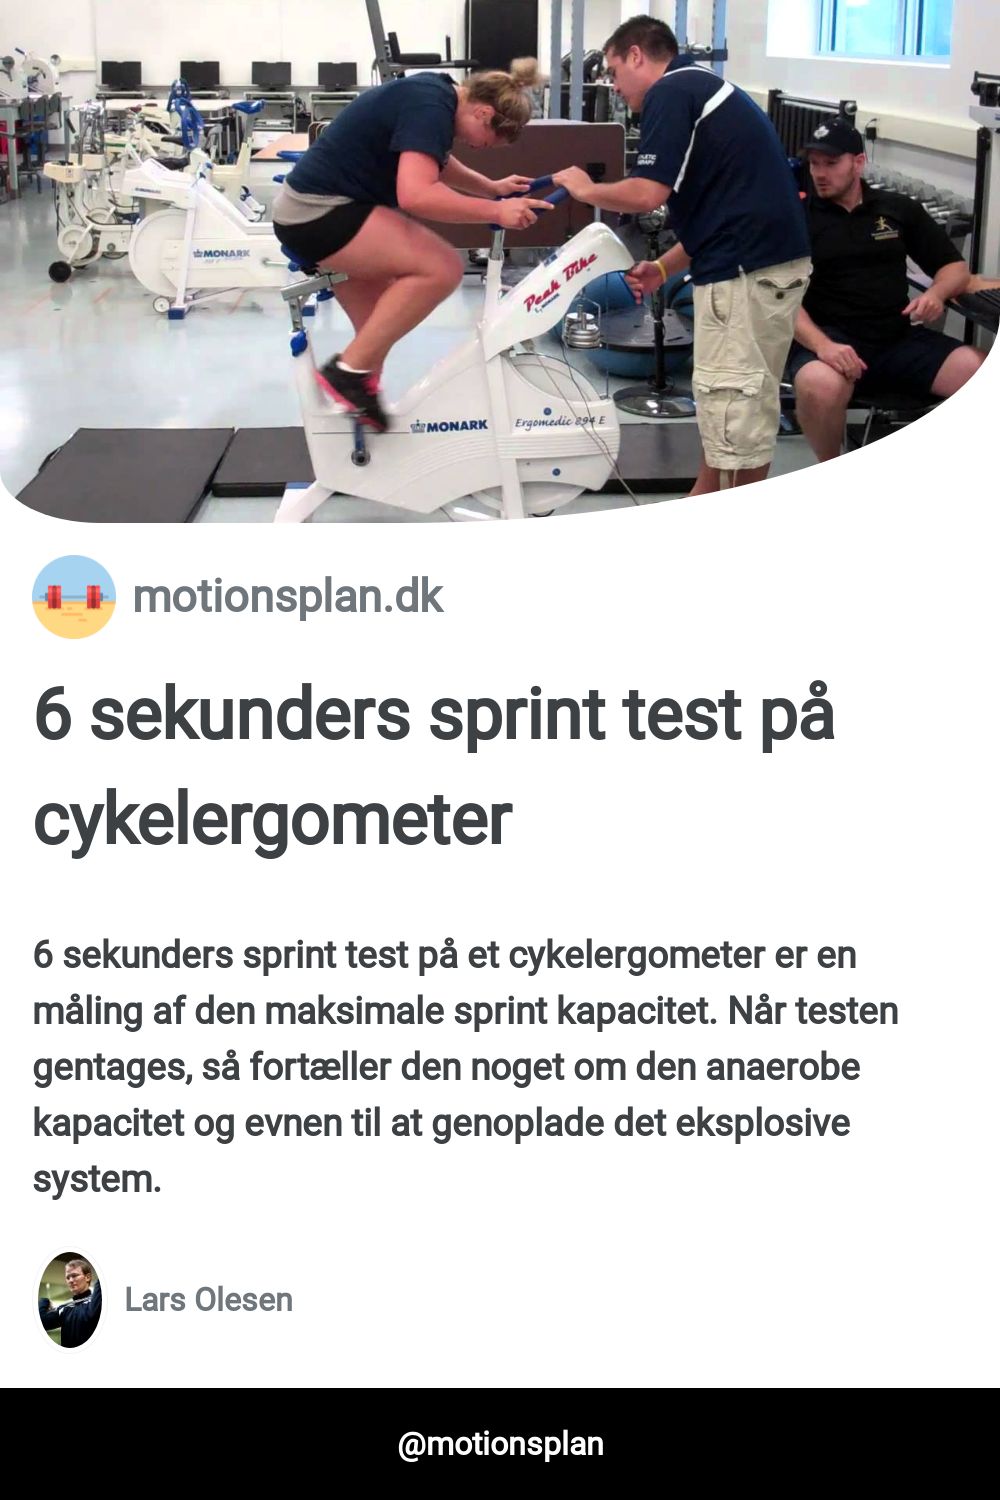 MONARK
Peak Bike
MONARK
Ergomedic 894 E
motionsplan.dk
6 sekunders sprint test på
cykelergometer
6 sekunders sprint test på et cykelergometer er en
måling af den maksimale sprint kapacitet. Når testen
gentages, så fortæller den noget om den anaerobe
kapacitet og evnen til at genoplade det eksplosive
system.
Lars Olesen
@motionsplan